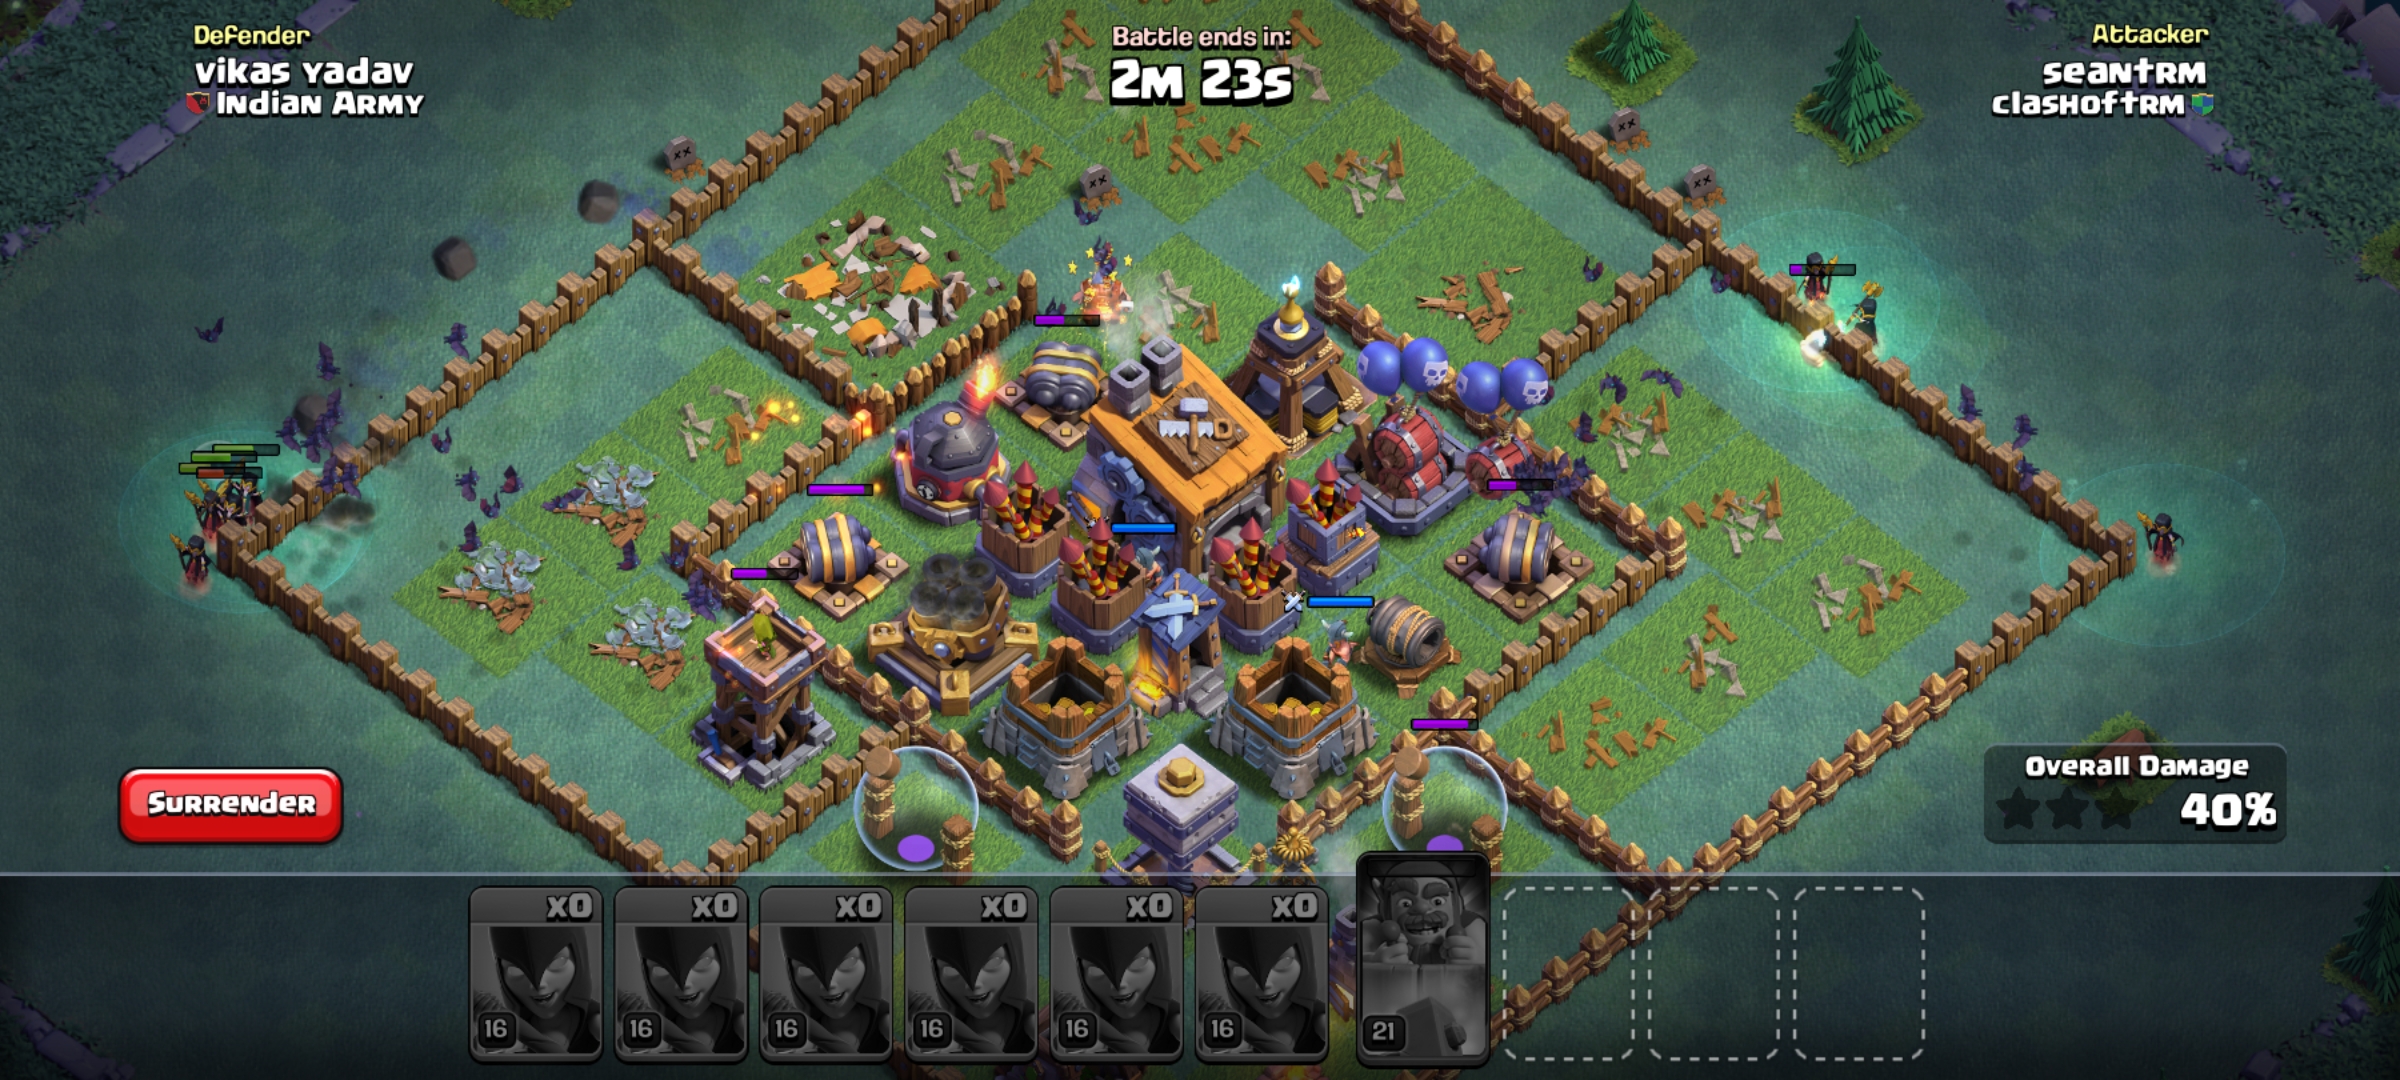 Defender
vikas yadav
Indian Army
Battle ends in:
2M 23s
Attacker
seantrm
clashoftrm
Surrender
Overall Damage
40%
x0
x0
x0
x0
x0
x0
16
16
16
16
16
16
21